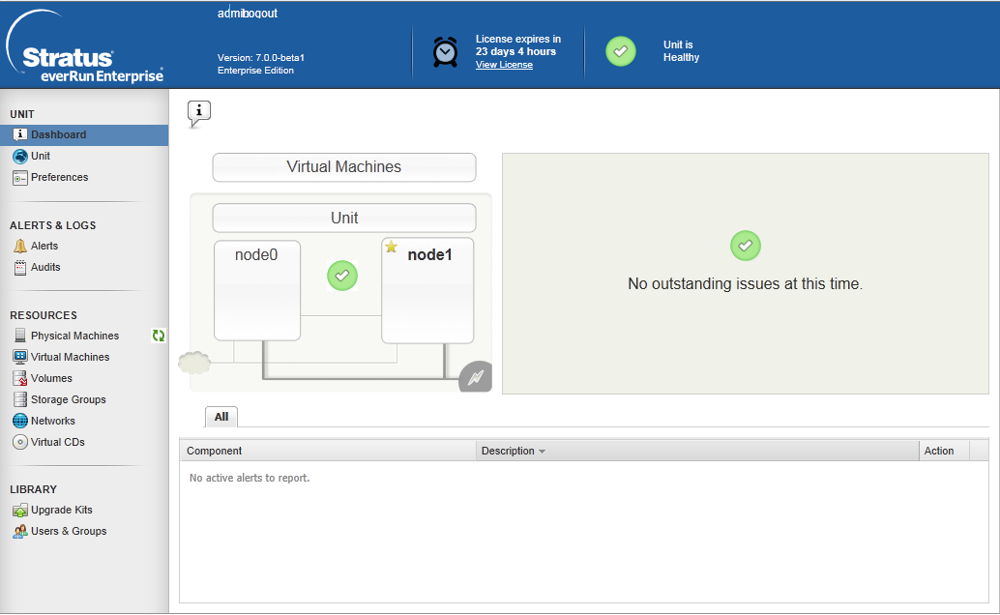 admin
logout
Stratus
everRun Enterprise
Version: 7.0.0-beta1
Enterprise Edition
License expires in
23 days 4 hours
View License
Unit is
Healthy
UNIT
Dashboard
Unit
Preferences
ALERTS & LOGS
Alerts
Audits
RESOURCES
Physical Machines
Virtual Machines
Volumes
Storage Groups
Networks
Virtual CDs
LIBRARY
Upgrade Kits
Users & Groups
Virtual Machines
Unit
node0
node1
No outstanding issues at this time.
All
Component
Description
Action
No active alerts to report.